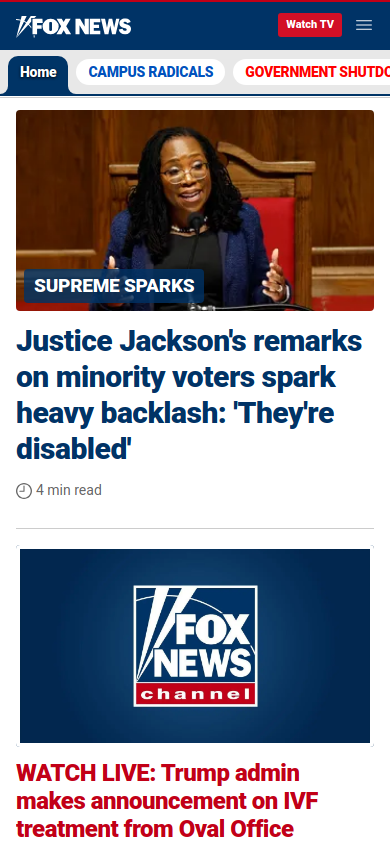 FOX NEWS
Watch TV
Home
CAMPUS RADICALS
GOVERNMENT SHUTDO
SUPREME SPARKS
Justice Jackson's remarks
on minority voters spark
heavy backlash: 'They're
disabled'
4 min read
FOX
NEWS
channel
WATCH LIVE: Trump admin
makes announcement on IVF
treatment from Oval Office